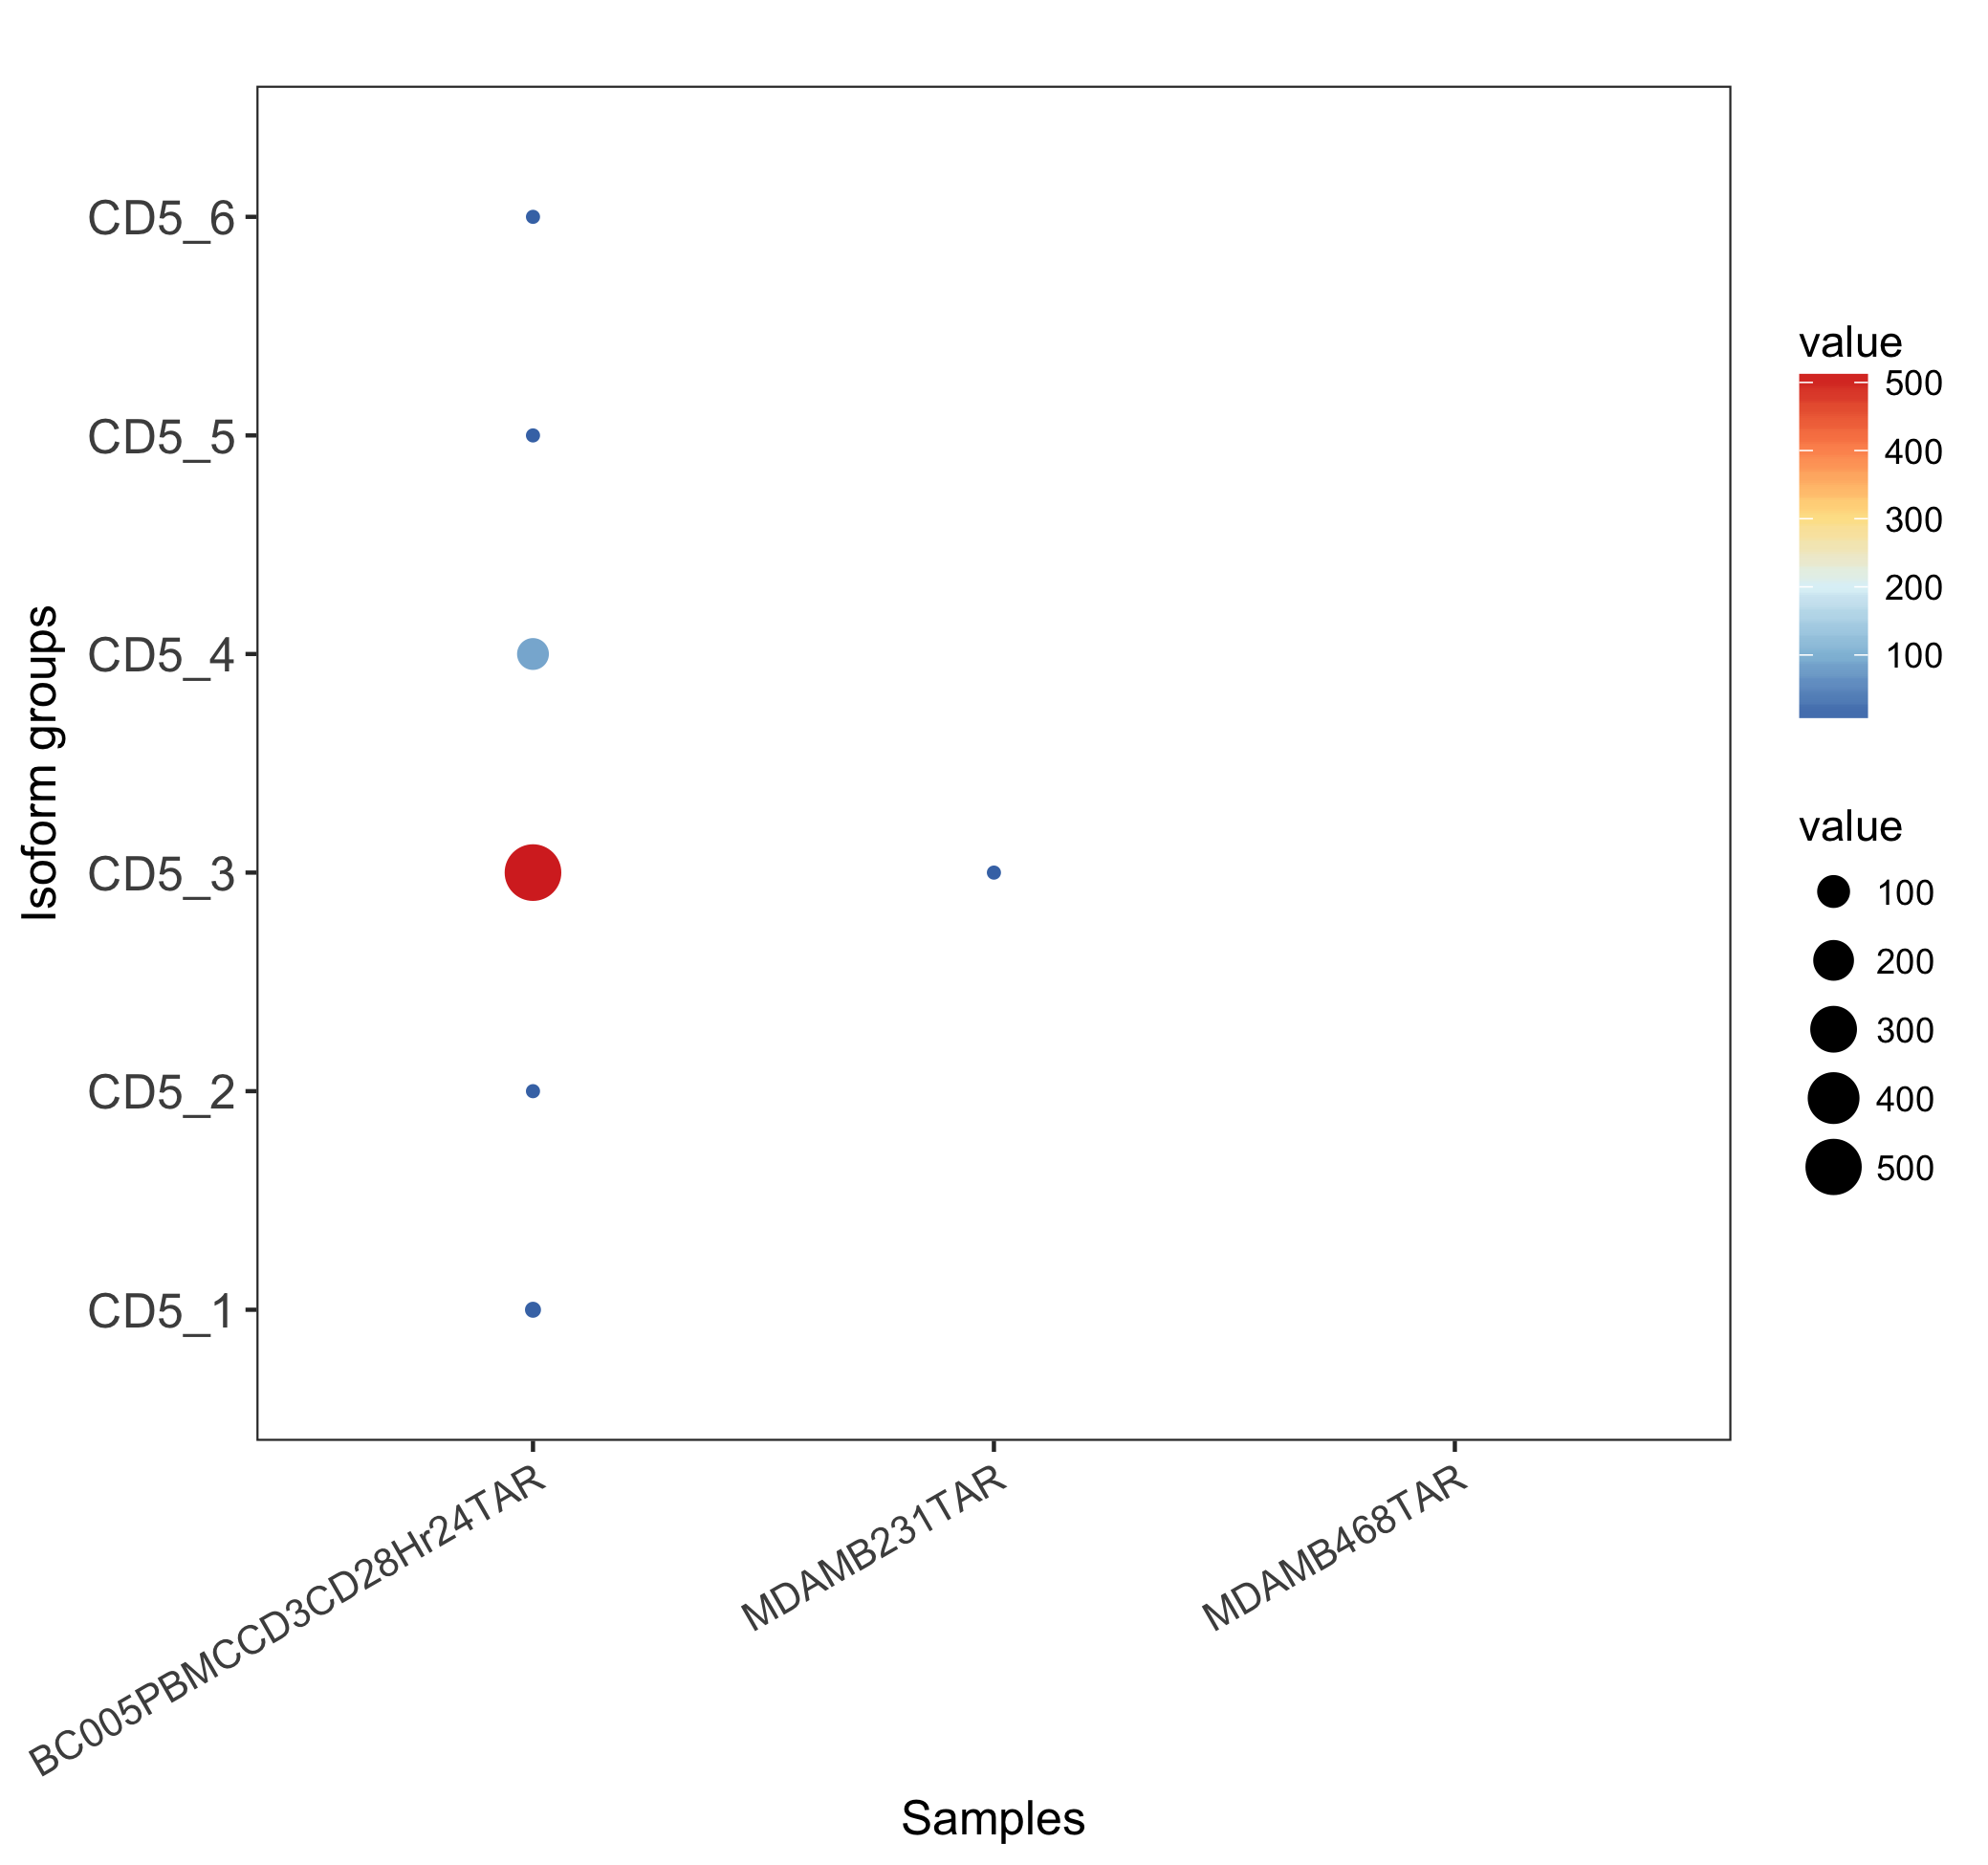 CD5_6
CD5_5
CD5_4
CD5_3
CD5_2
CD5_1
Isoform groups
BC005PBMCCD3CD28Hr24TAR
MDAMB231TAR
MDAMB468TAR
Samples
value
500
400
300
200
100
value
100
200
300
400
500